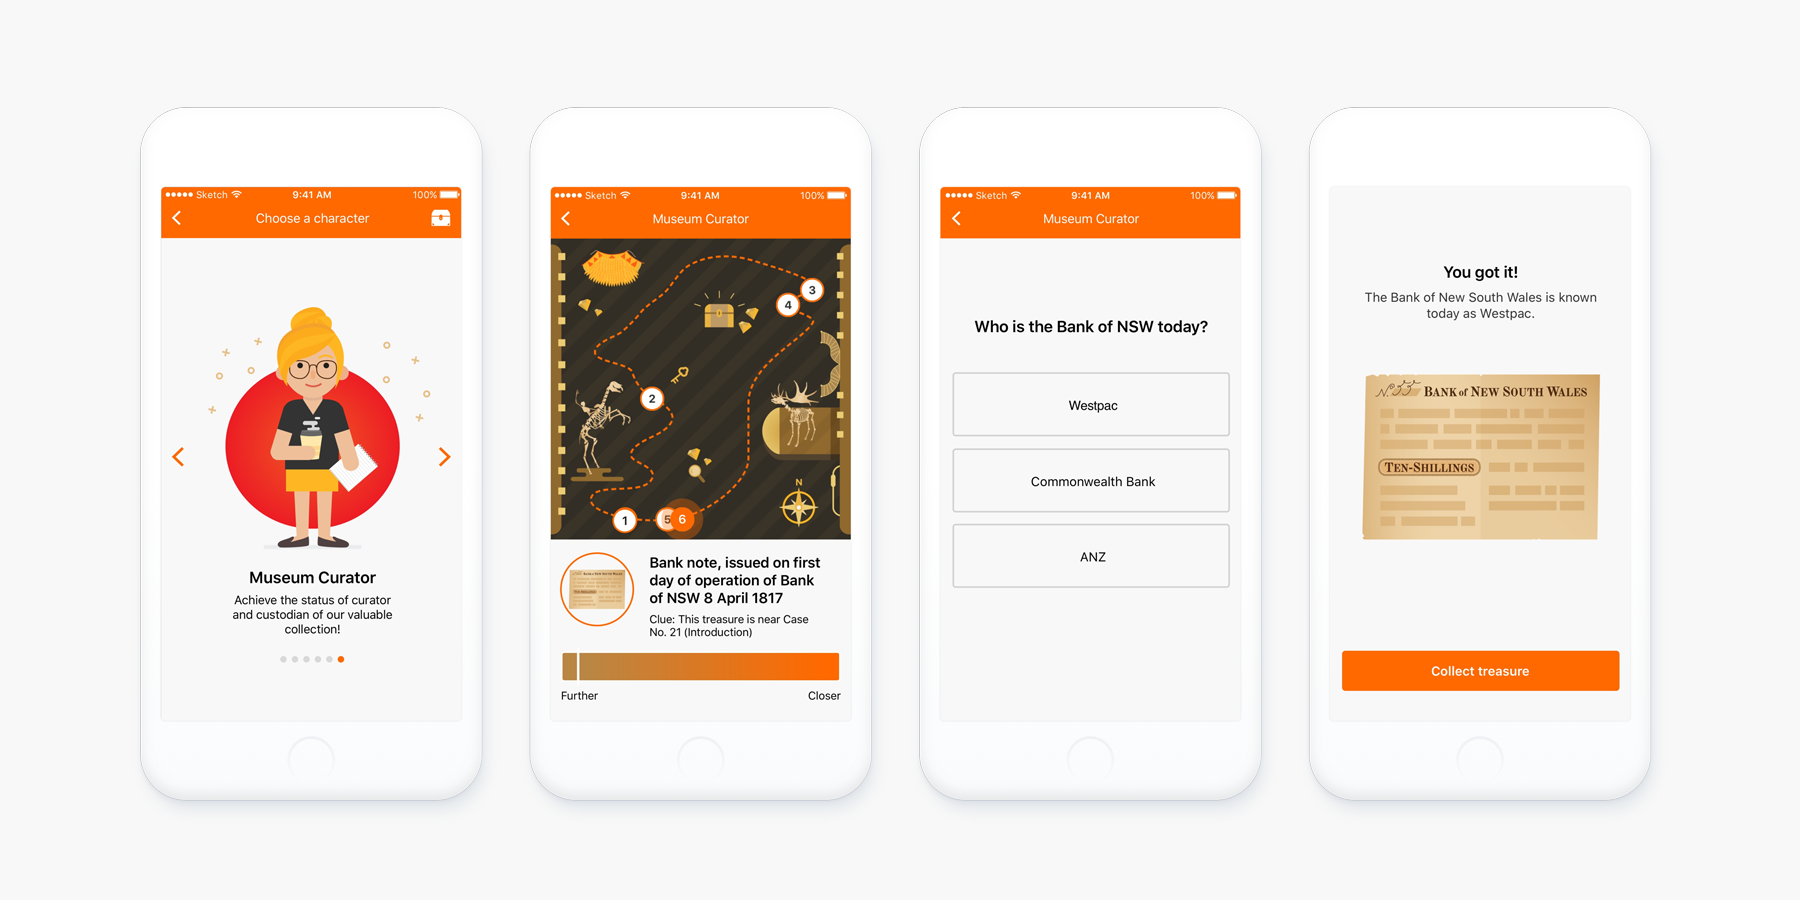 Sketch 9:41 AM 100%
Choose a character
Museum Curator
Achieve the status of curator
and custodian of our valuable
collection!
Sketch 9:41 AM 100%
Museum Curator
3
4
2
N
1
5
6
Bank note, issued on first
day of operation of Bank
of NSW 8 April 1817
Clue: This treasure is near Case
No. 21 (Introduction)
Further
Closer
Sketch 9:41 AM 100%
Museum Curator
Who is the Bank of NSW today?
Westpac
Commonwealth Bank
ANZ
You got it!
The Bank of New South Wales is known
today as Westpac.
BANK of NEW SOUTH WALES
TEN-SHILLINGS
Collect treasure